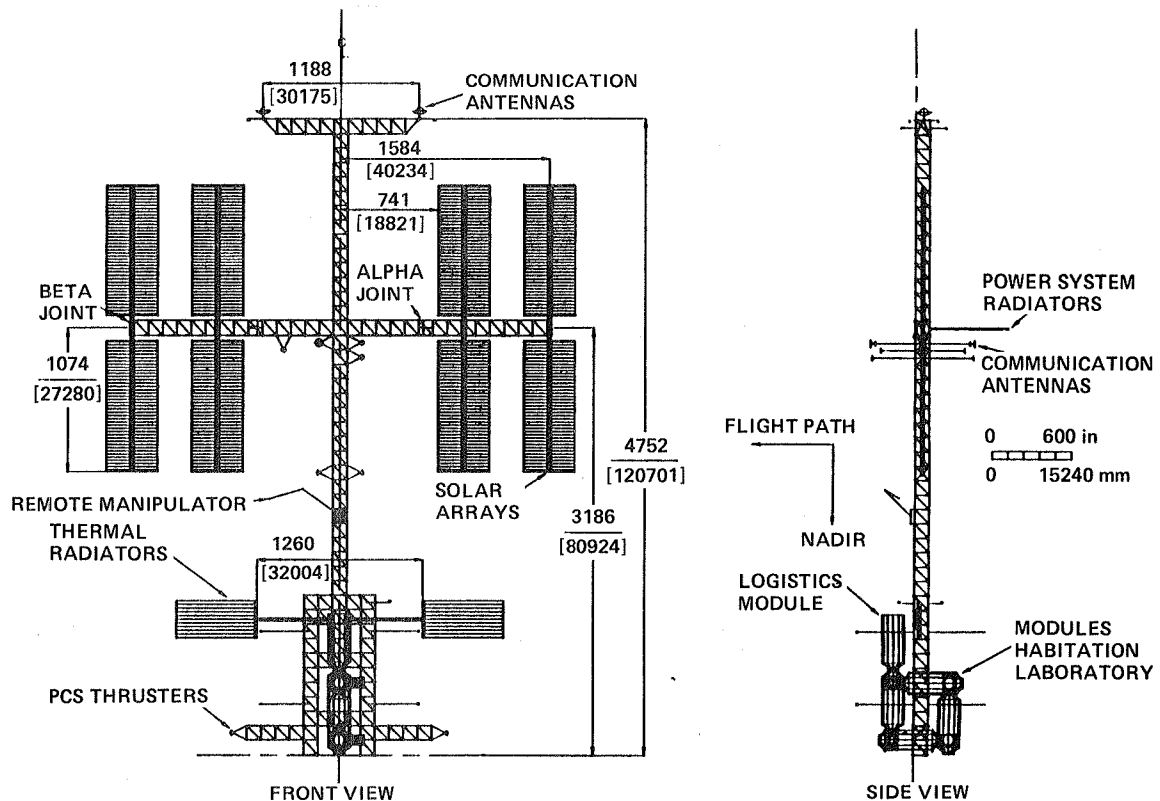 1188
[30175]
COMMUNICATION
ANTENNAS
1584
[40234]
741
[18821]
BETA
JOINT
ALPHA
JOINT
1074
[27280]
POWER SYSTEM
RADIATORS
COMMUNICATION
ANTENNAS
FLIGHT PATH
0 600 in
0 15240 mm
4752
[120701]
REMOTE MANIPULATOR
SOLAR
ARRAYS
THERMAL
RADIATORS
3186
[80924]
NADIR
1260
[32004]
LOGISTICS
MODULE
MODULES
HABITATION
LABORATORY
PCS THRUSTERS
FRONT VIEW
SIDE VIEW